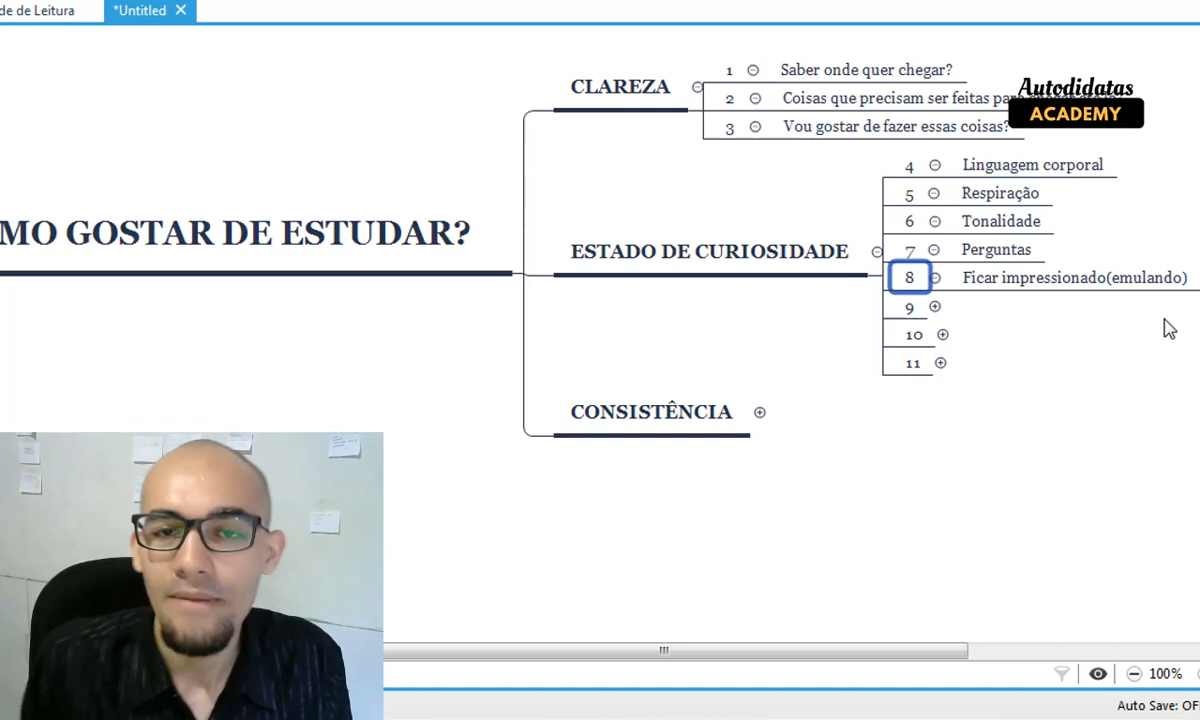 de de Leitura
*Untitled
Autodidatas
ACADEMY
MO GOSTAR DE ESTUDAR?
CLAREZA
1 Saber onde quer chegar?
2 Coisas que precisam ser feitas
3 Vou gostar de fazer essas coisas?
ESTADO DE CURIOSIDADE
4 Linguagem corporal
5 Respiração
6 Tonalidade
7 Perguntas
8 Ficar impressionado(emulando)
9
10
11
CONSISTÊNCIA
100%
Auto Save: OF